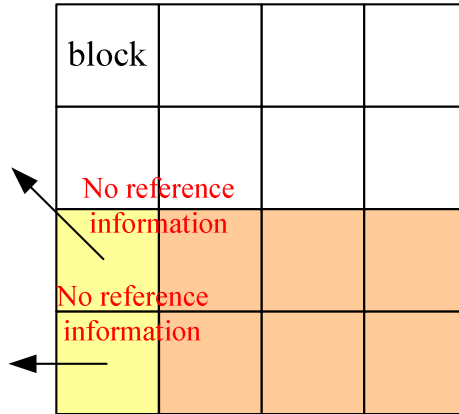 block
No reference
information
No reference
information